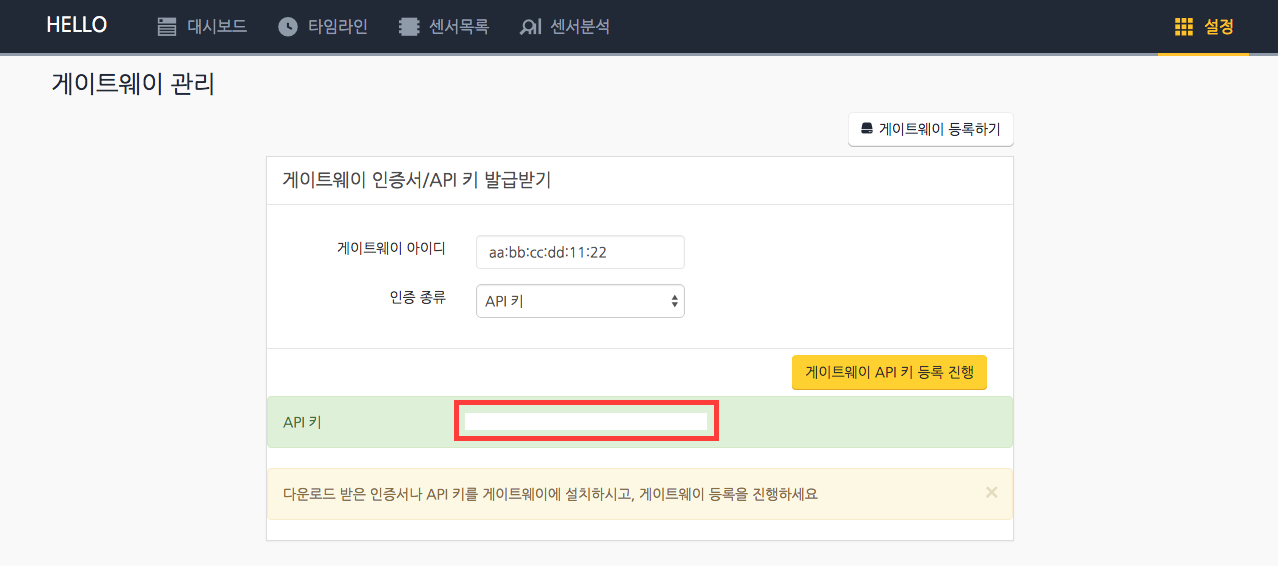 HELLO 대시보드 타임라인 센서목록 센서분석 설정
게이트웨이 관리
게이트웨이 등록하기
게이트웨이 인증서/API 키 발급받기
게이트웨이 아이디 aa:bb:cc:dd:11:22
인증 종류 API 키
게이트웨이 API 키 등록 진행
API 키
다운로드 받은 인증서나 API 키를 게이트웨이에 설치하시고, 게이트웨이 등록을 진행하세요 ×